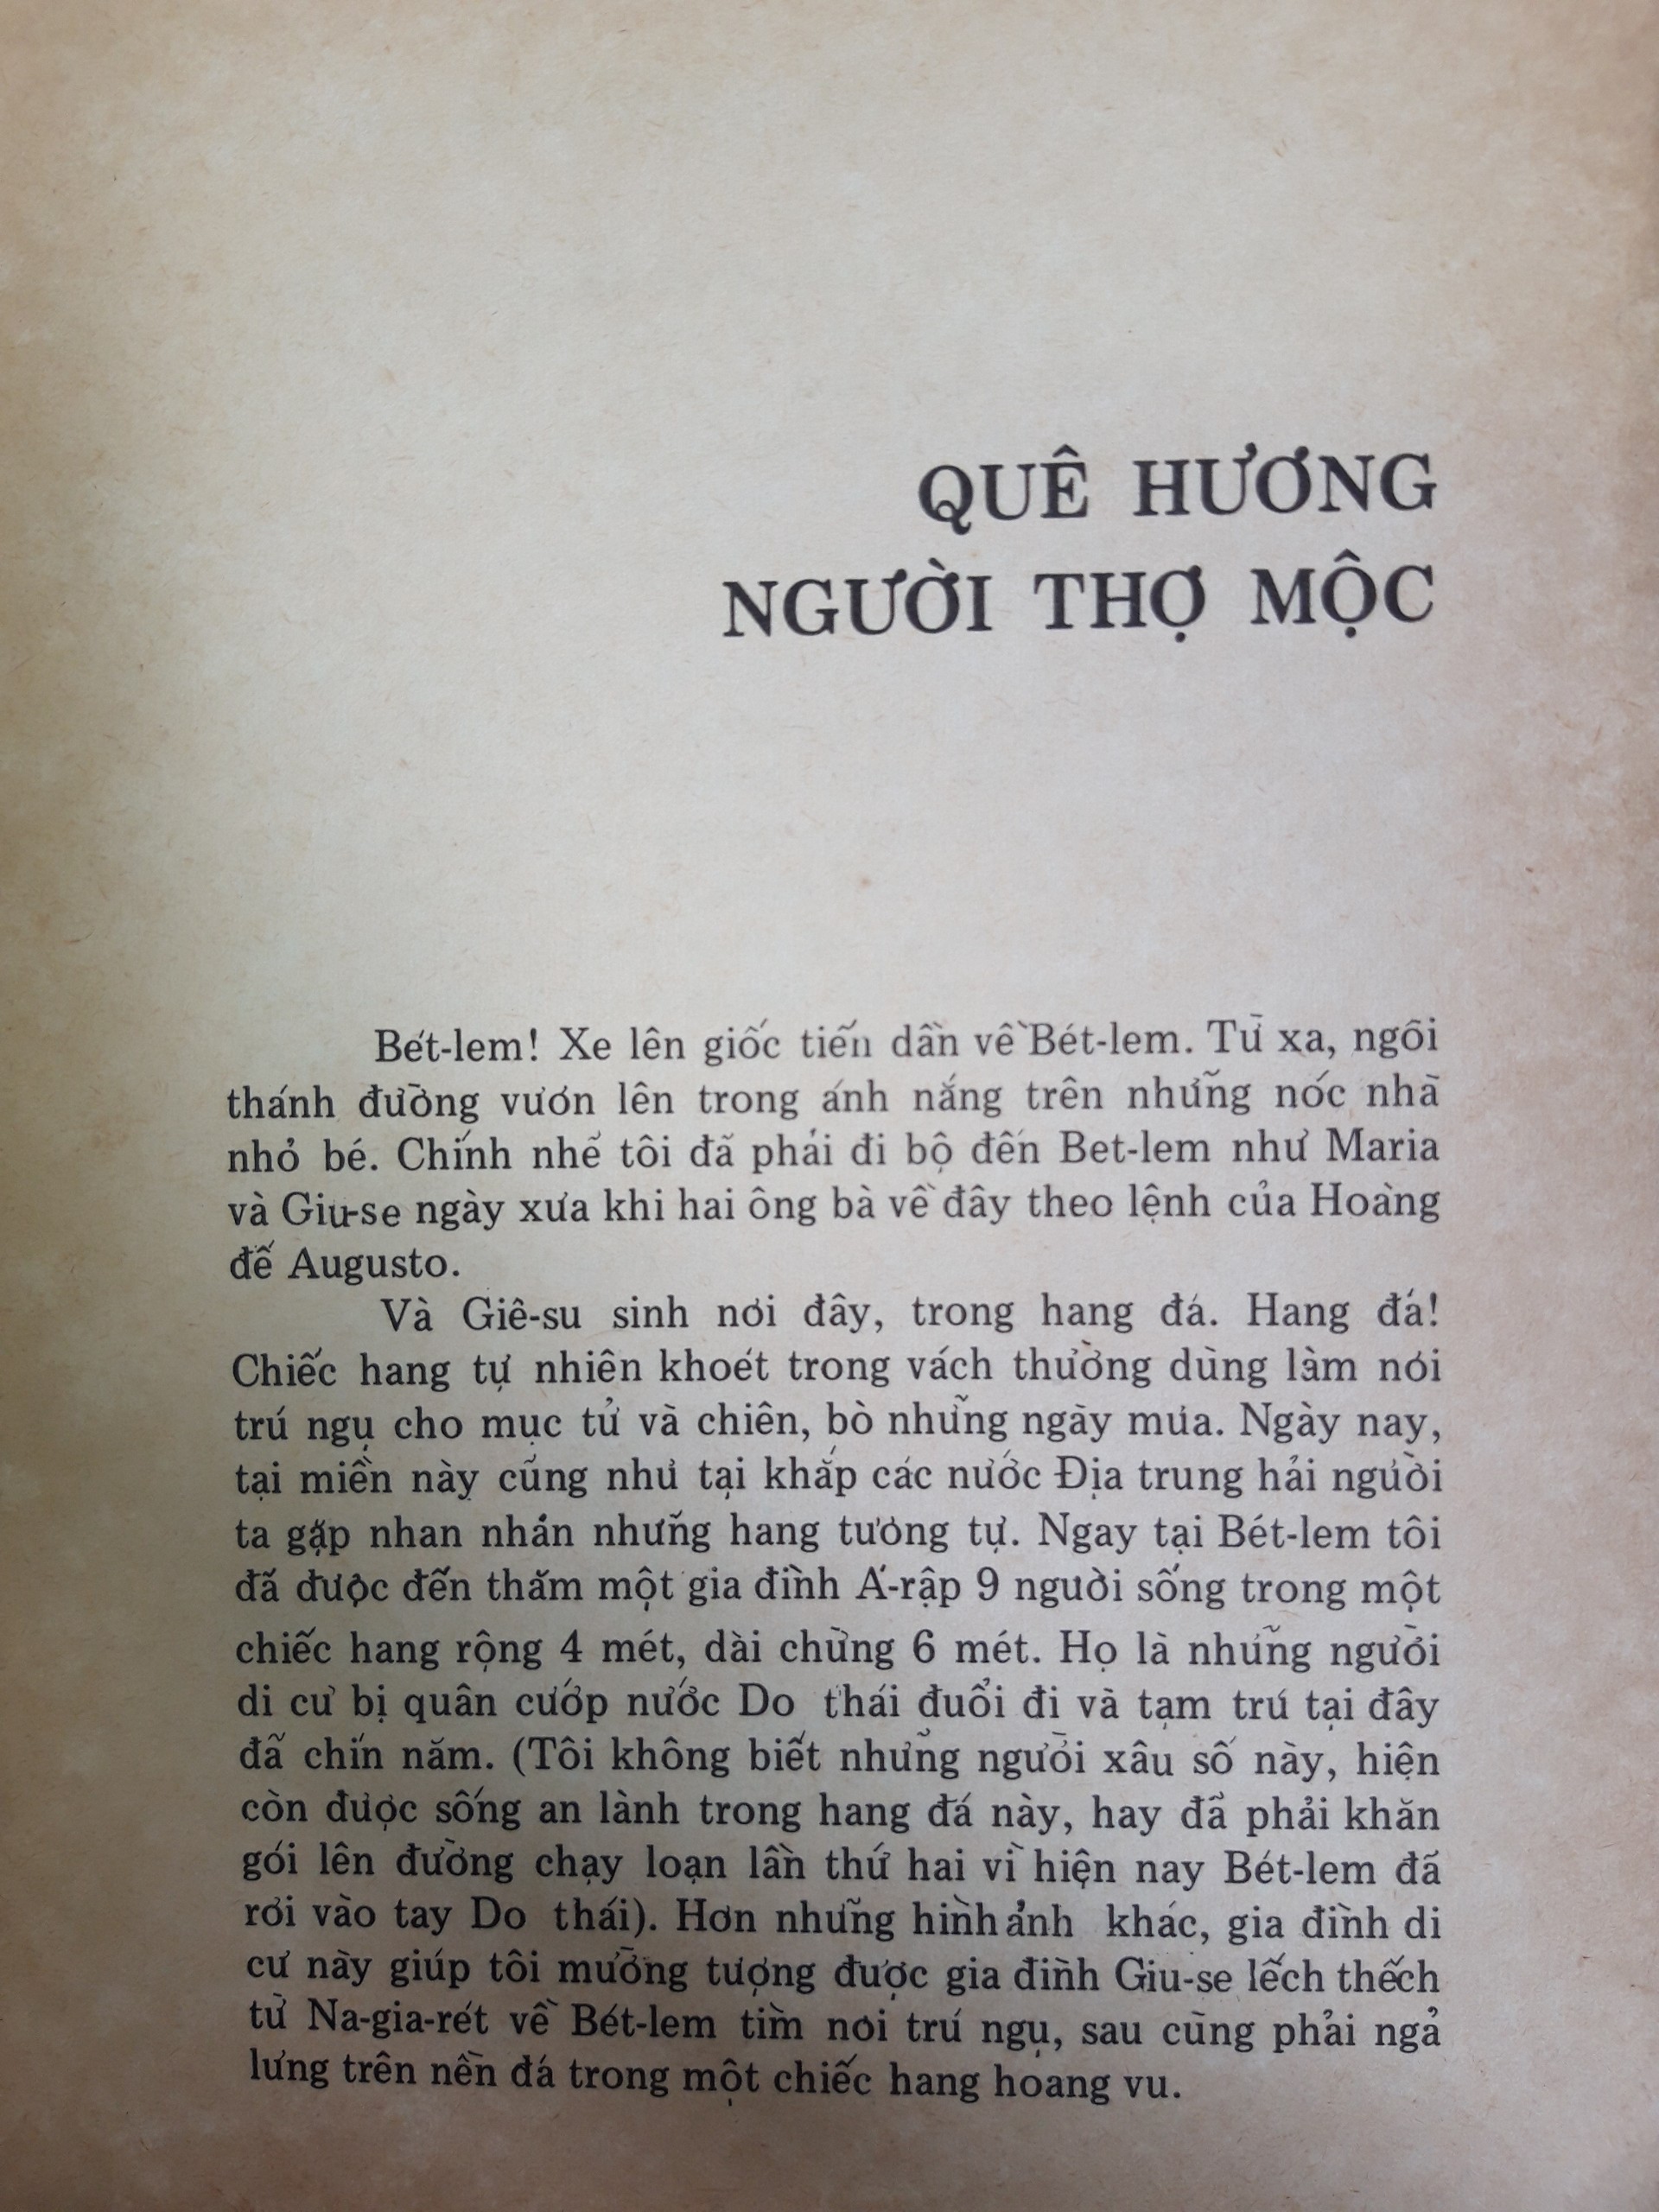 QUÊ HƯƠNG
NGƯỜI THỢ MỘC
Bét-lem! Xe lên giốc tiến dần về Bét-lem. Từ xa, ngôi
thánh đường vươn lên trong ánh nắng trên những nóc nhà
nhỏ bé. Chính nhẽ tôi đã phải đi bộ đến Bet-lem như Maria
và Giu-se ngày xưa khi hai ông bà về đây theo lệnh của Hoàng
đế Augusto.
Và Giê-su sinh nơi đây, trong hang đá. Hang đá!
Chiếc hang tự nhiên khoét trong vách thường dùng làm nơi
trú ngụ cho mục tử và chiên, bò những ngày mưa. Ngày nay,
tại miền này cũng như tại khắp các nước Địa trung hải người
ta gặp nhan nhản những hang tương tự. Ngay tại Bét-lem tôi
đã được đến thăm một gia đình Á-rập 9 người sống trong một
chiếc hang rộng 4 mét, dài chừng 6 mét. Họ là những người
di cư bị quân cướp nước Do thái đuổi đi và tạm trú tại đây
đã chín năm. (Tôi không biết những người xâu số này, hiện
còn được sống an lành trong hang đá này, hay đã phải khăn
gói lên đường chạy loạn lần thứ hai vì hiện nay Bét-lem đã
rơi vào tay Do thái). Hơn những hình ảnh khác, gia đình di
cư này giúp tôi mường tượng được gia đình Giu-se lếch thếch
từ Na-gia-rét về Bét-lem tìm nơi trú ngụ, sau cùng phải ngả
lưng trên nền đá trong một chiếc hang hoang vu.